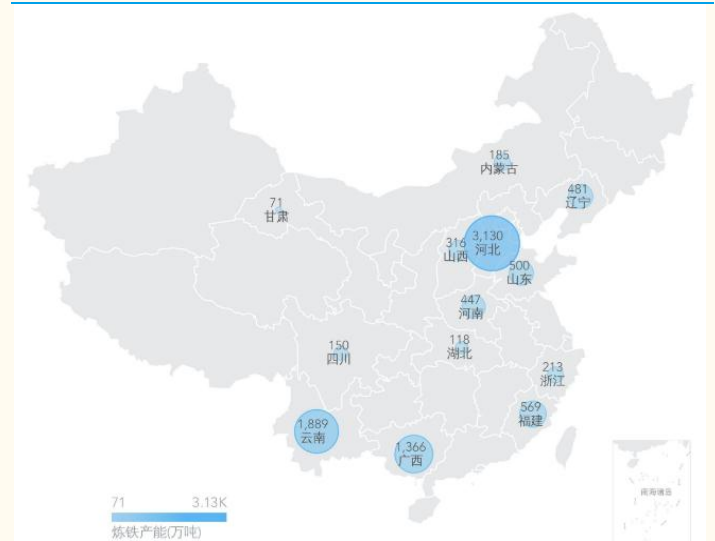 185
内蒙古
481
辽宁
71
甘肃
3,130
河北
316
山西
500
山东
447
河南
118
湖北
150
四川
213
浙江
569
福建
1,889
云南
1,366
广西
南海诸岛
71 3.13K
炼铁产能(万吨)